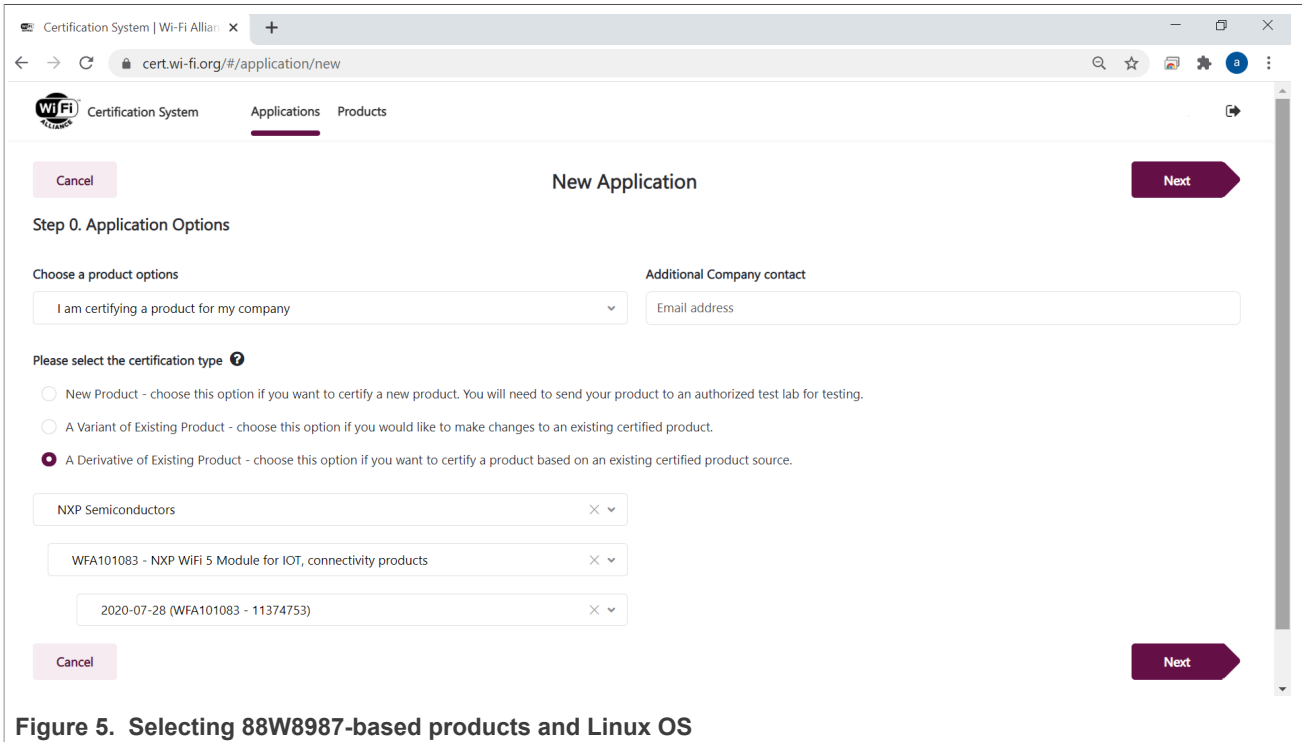 Certification System | Wi-Fi Allian
cert.wi-fi.org/#/application/new
a
Wi Fi ALLIANCE
Certification System Applications Products
Cancel New Application Next
Step 0. Application Options
Choose a product options Additional Company contact
I am certifying a product for my company Email address
Please select the certification type ?
New Product - choose this option if you want to certify a new product. You will need to send your product to an authorized test lab for testing.
A Variant of Existing Product - choose this option if you would like to make changes to an existing certified product.
A Derivative of Existing Product - choose this option if you want to certify a product based on an existing certified product source.
NXP Semiconductors
WFA101083 - NXP WiFi 5 Module for IOT, connectivity products
2020-07-28 (WFA101083 - 11374753)
Cancel Next
Figure 5. Selecting 88W8987-based products and Linux OS